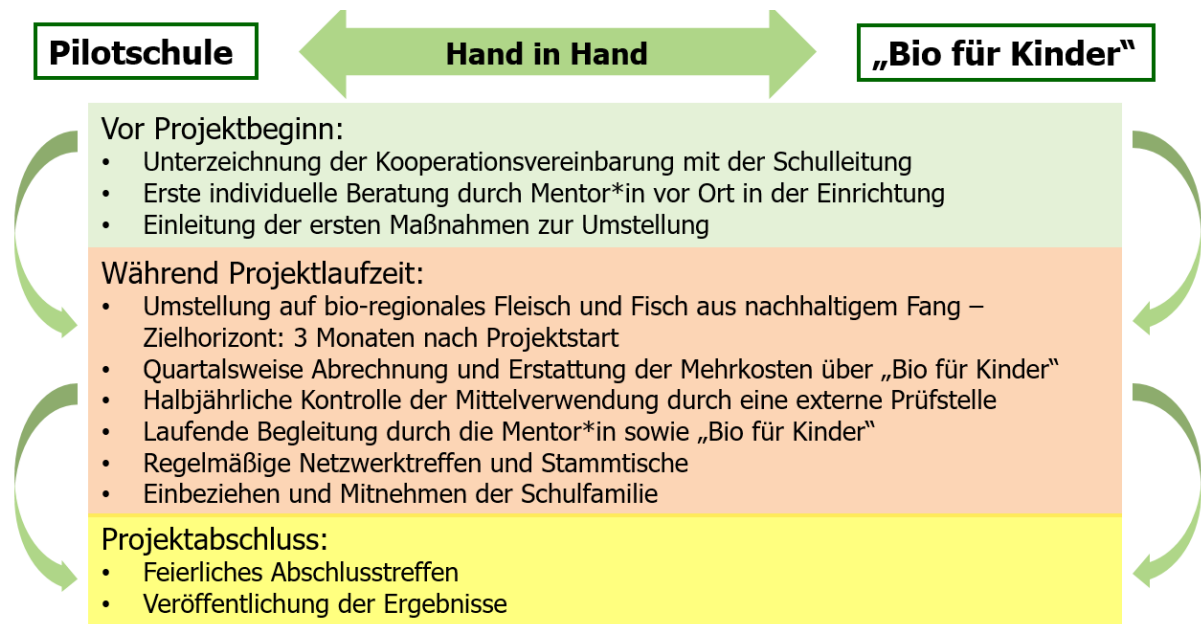 Pilotschule
Hand in Hand
„Bio für Kinder“
Vor Projektbeginn:
• Unterzeichnung der Kooperationsvereinbarung mit der Schulleitung
• Erste individuelle Beratung durch Mentor*in vor Ort in der Einrichtung
• Einleitung der ersten Maßnahmen zur Umstellung
Während Projektlaufzeit:
• Umstellung auf bio-regionales Fleisch und Fisch aus nachhaltigem Fang –
Zielhorizont: 3 Monaten nach Projektstart
• Quartalsweise Abrechnung und Erstattung der Mehrkosten über „Bio für Kinder“
• Halbjährliche Kontrolle der Mittelverwendung durch eine externe Prüfstelle
• Laufende Begleitung durch die Mentor*in sowie „Bio für Kinder“
• Regelmäßige Netzwerktreffen und Stammtische
• Einbeziehen und Mitnehmen der Schulfamilie
Projektabschluss:
• Feierliches Abschlusstreffen
• Veröffentlichung der Ergebnisse